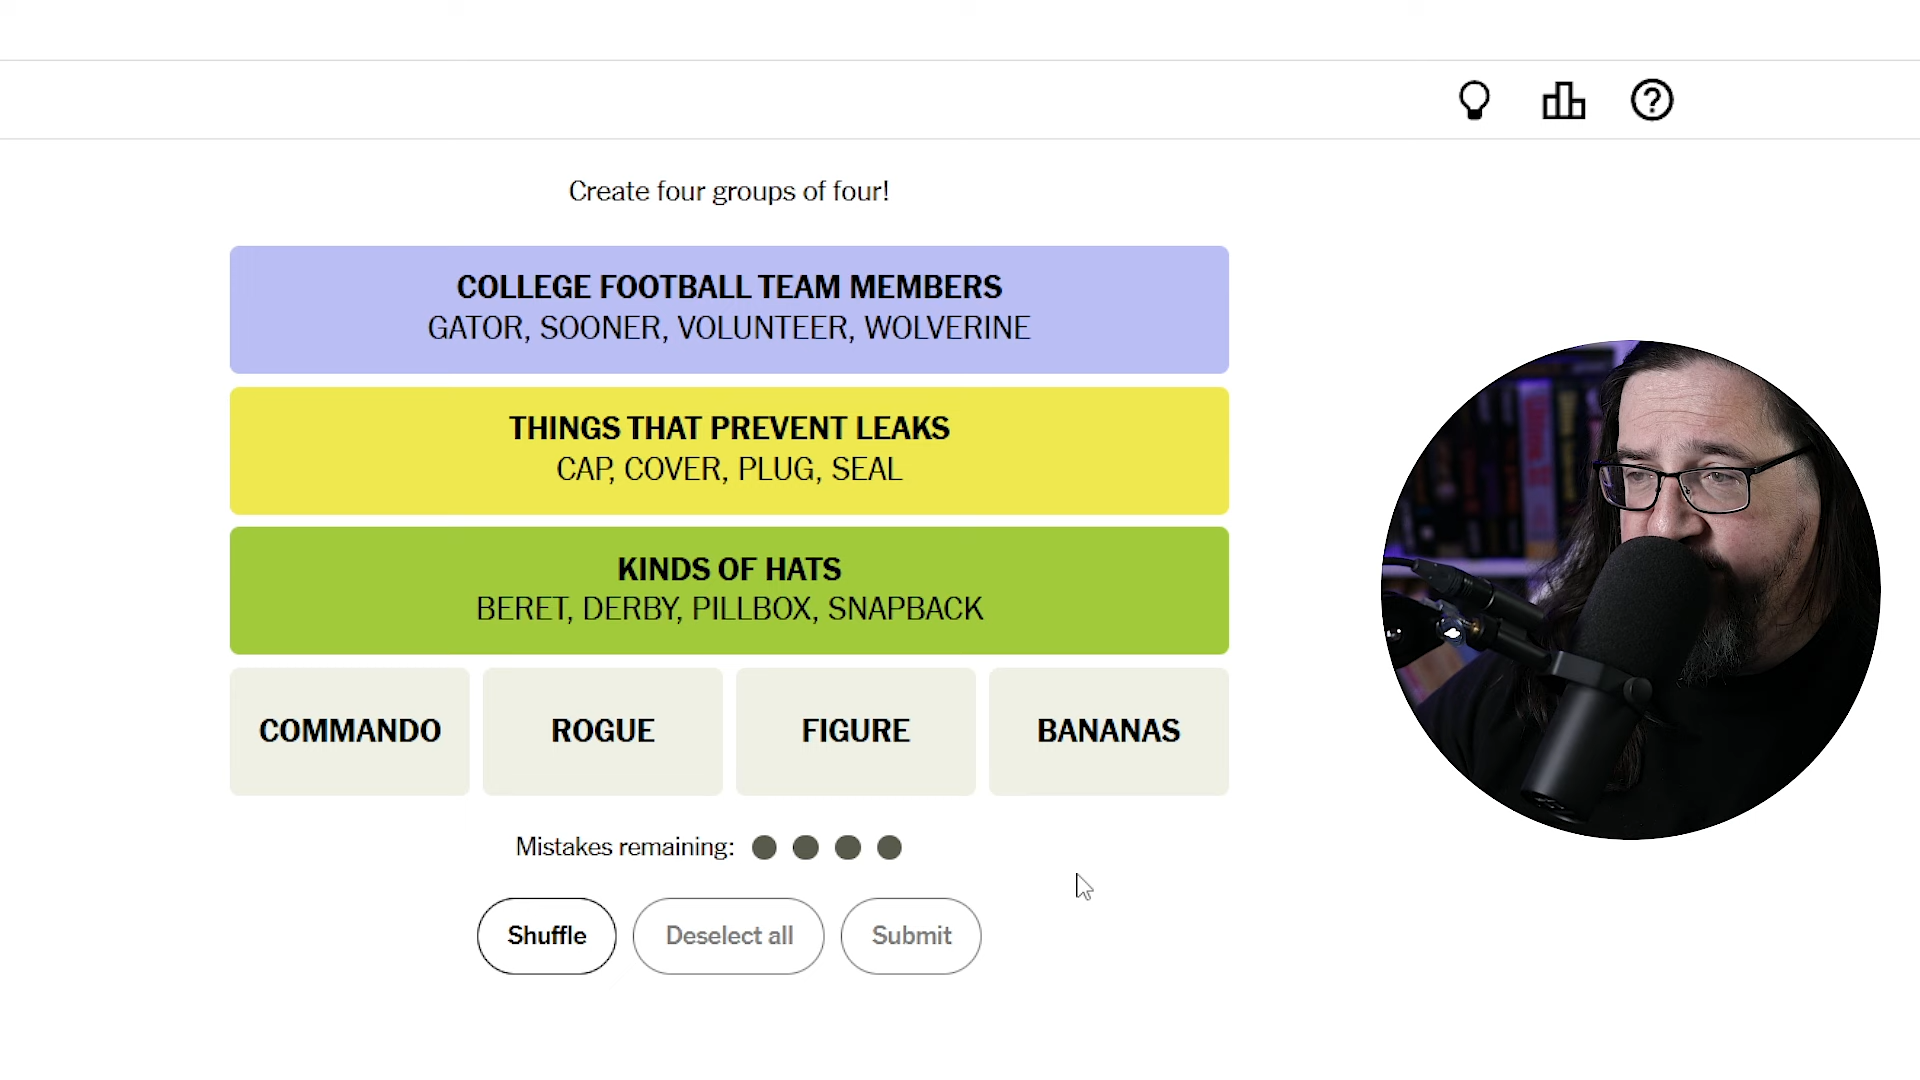 Create four groups of four!
COLLEGE FOOTBALL TEAM MEMBERS
GATOR, SOONER, VOLUNTEER, WOLVERINE
THINGS THAT PREVENT LEAKS
CAP, COVER, PLUG, SEAL
KINDS OF HATS
BERET, DERBY, PILLBOX, SNAPBACK
COMMANDO ROGUE FIGURE BANANAS
Mistakes remaining:
Shuffle Deselect all Submit